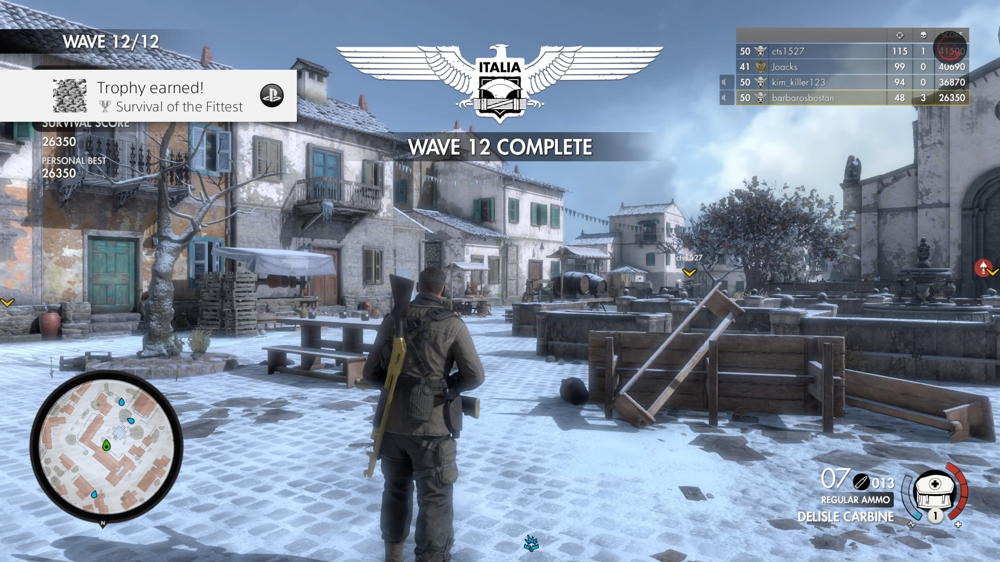 WAVE 12/12
Trophy earned!
Survival of the Fittest
SURVIVAL SCORE
26350
PERSONAL BEST
26350
ITALIA
WAVE 12 COMPLETE
SCORE
50 cts1527 115 1 41500
41 Joacks 99 0 40690
50 kim_killer123 94 0 36870
50 barbarosbostan 48 3 26350
cts1527
N
07 013
REGULAR AMMO
DELISLE CARBINE
1